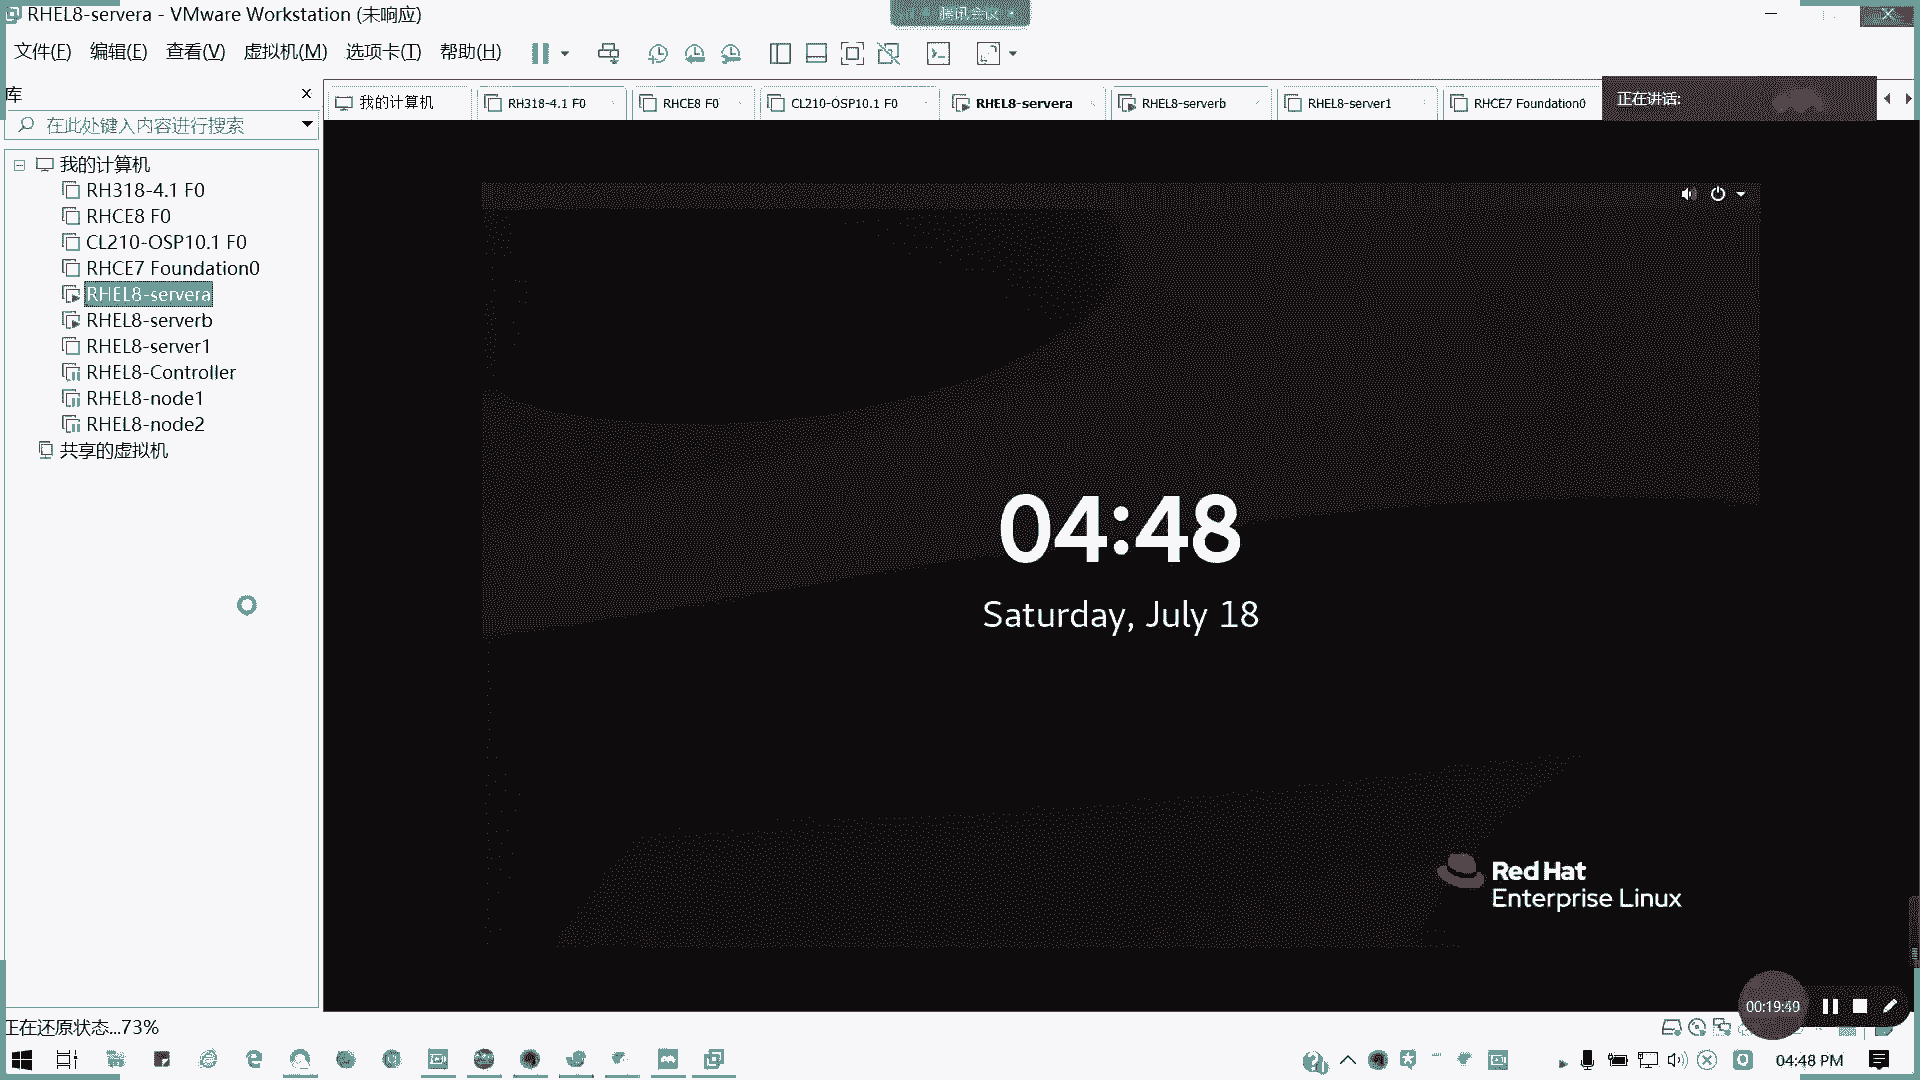 RHEL8-servera - VMware Workstation (未响应)
腾讯会议
文件(F) 编辑(E) 查看(V) 虚拟机(M) 选项卡(T) 帮助(H)
库
在此处键入内容进行搜索
我的计算机 RH318-4.1 F0 RHCE8 F0 CL210-OSP10.1 F0 RHEL8-servera RHEL8-serverb RHEL8-server1 RHCE7 Foundation0
正在讲话:
我的计算机
RH318-4.1 F0
RHCE8 F0
CL210-OSP10.1 F0
RHCE7 Foundation0
RHEL8-servera
RHEL8-serverb
RHEL8-server1
RHEL8-Controller
RHEL8-node1
RHEL8-node2
共享的虚拟机
04:48
Saturday, July 18
Red Hat
Enterprise Linux
00:19:49
正在还原状态...73%
04:48 PM